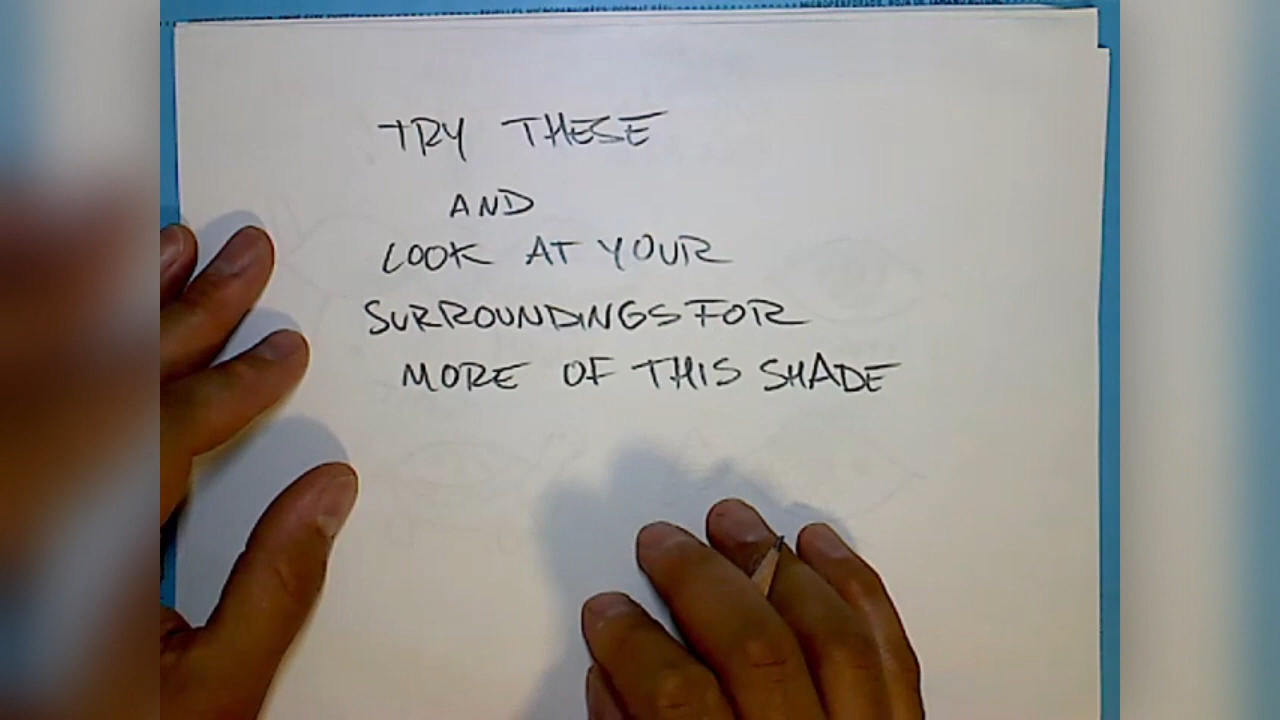 TRY THESE
AND
LOOK AT YOUR
SURROUNDINGS FOR
MORE OF THIS SHADE